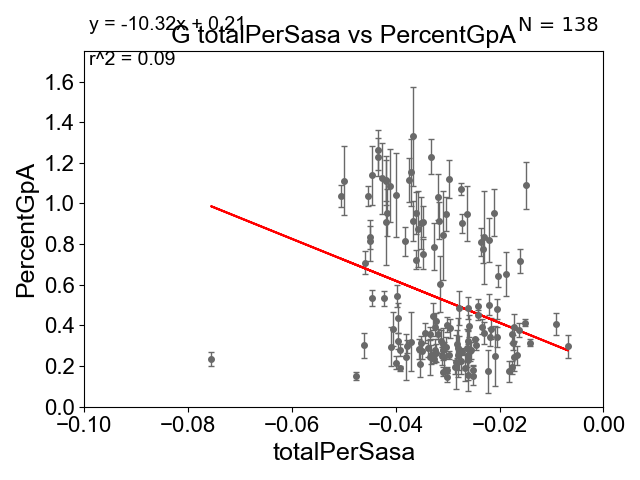 y = -10.32x + 0.21
N = 138
G totalPerSasa vs PercentGpA
r^2 = 0.09
PercentGpA
1.6
1.4
1.2
1.0
0.8
0.6
0.4
0.2
0.0
−0.10
−0.08
−0.06
−0.04
−0.02
0.00
totalPerSasa